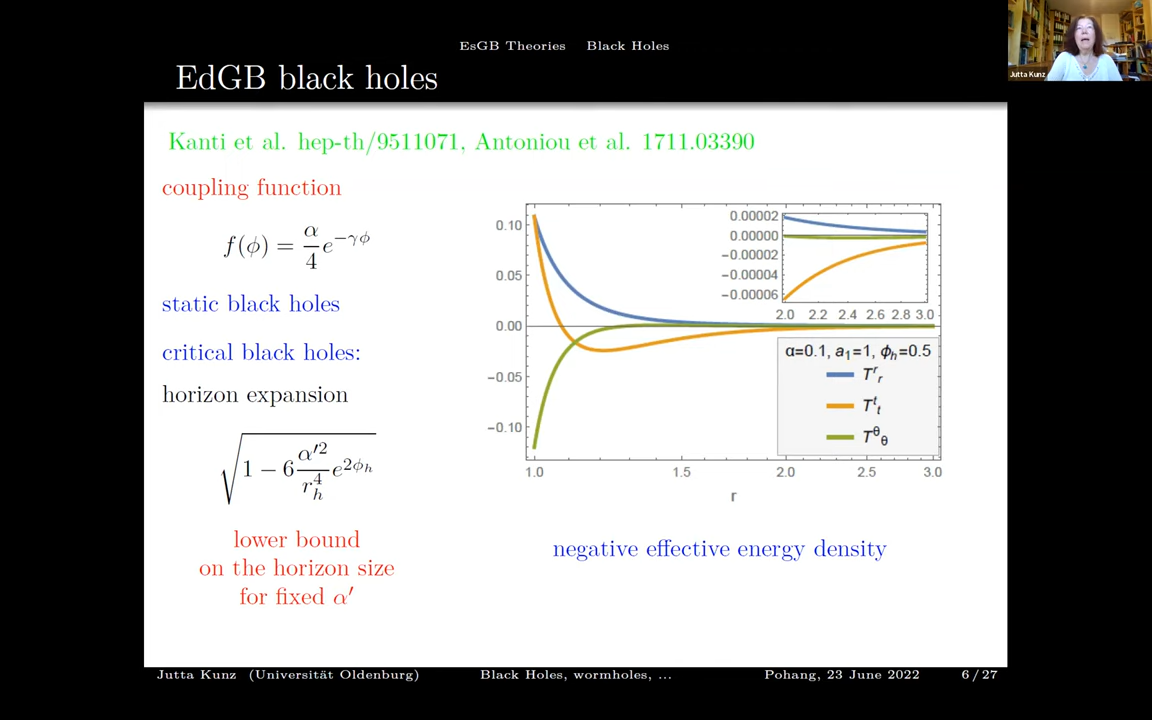 EsGB Theories Black Holes
EdGB black holes
Jutta Kunz
Kanti et al. hep-th/9511071, Antoniou et al. 1711.03390
coupling function
f(ϕ) = α/4 e^{−γϕ}
static black holes
critical black holes:
horizon expansion
√(1 − 6 α′²/r_h⁴ e^{2ϕ_h})
lower bound
on the horizon size
for fixed α′
0.10
0.05
0.00
−0.05
−0.10
1.0 1.5 2.0 2.5 3.0
r
0.00002
0.00000
−0.00002
−0.00004
−0.00006
2.0 2.2 2.4 2.6 2.8 3.0
α=0.1, a₁=1, ϕ_h=0.5
T^r_r
T^t_t
T^θ_θ
negative effective energy density
Jutta Kunz (Universität Oldenburg) Black Holes, wormholes, ... Pohang, 23 June 2022 6 / 27